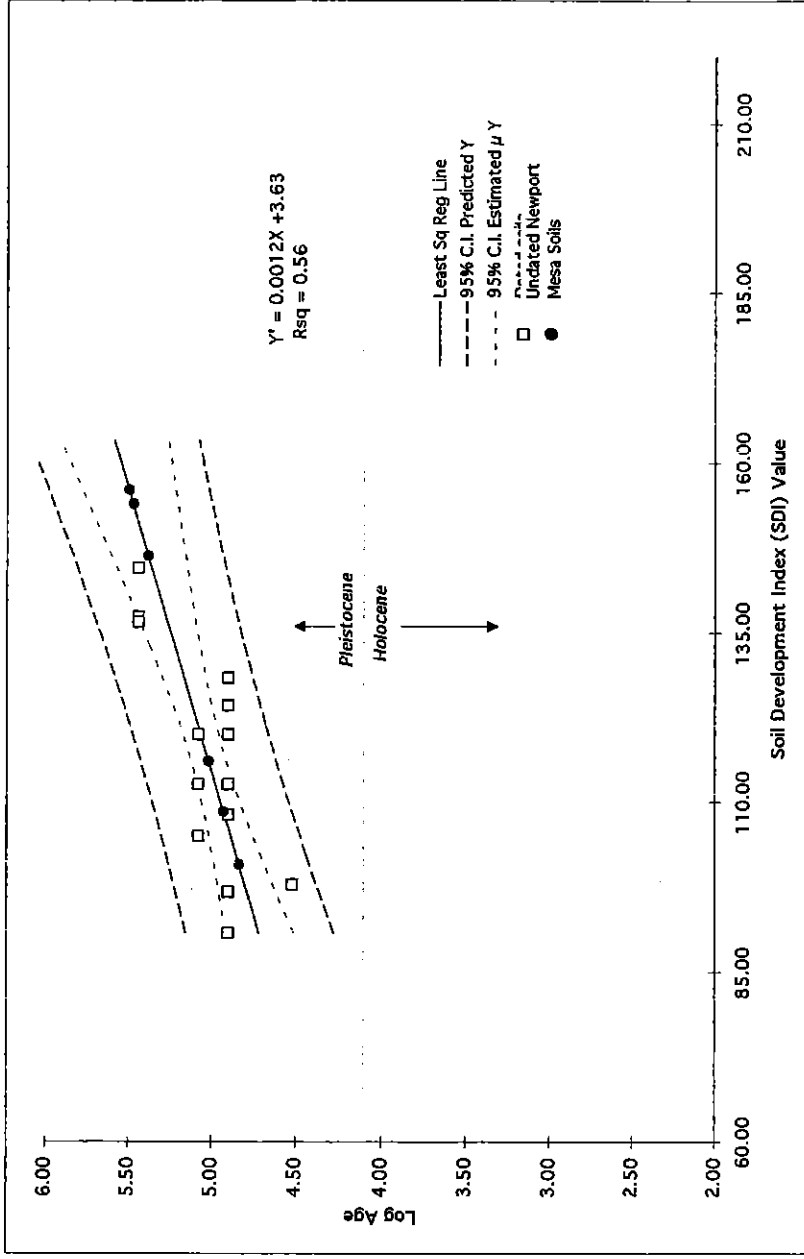 Y' = 0.0012X +3.63
Rsq = 0.56
Least Sq Reg Line
95% C.I. Predicted Y
95% C.I. Estimated μ Y
Undated Newport
Mesa Soils
Pleistocene
Holocene
Log Age
6.00
5.50
5.00
4.50
4.00
3.50
3.00
2.50
2.00
60.00
85.00
110.00
135.00
160.00
185.00
210.00
Soil Development Index (SDI) Value